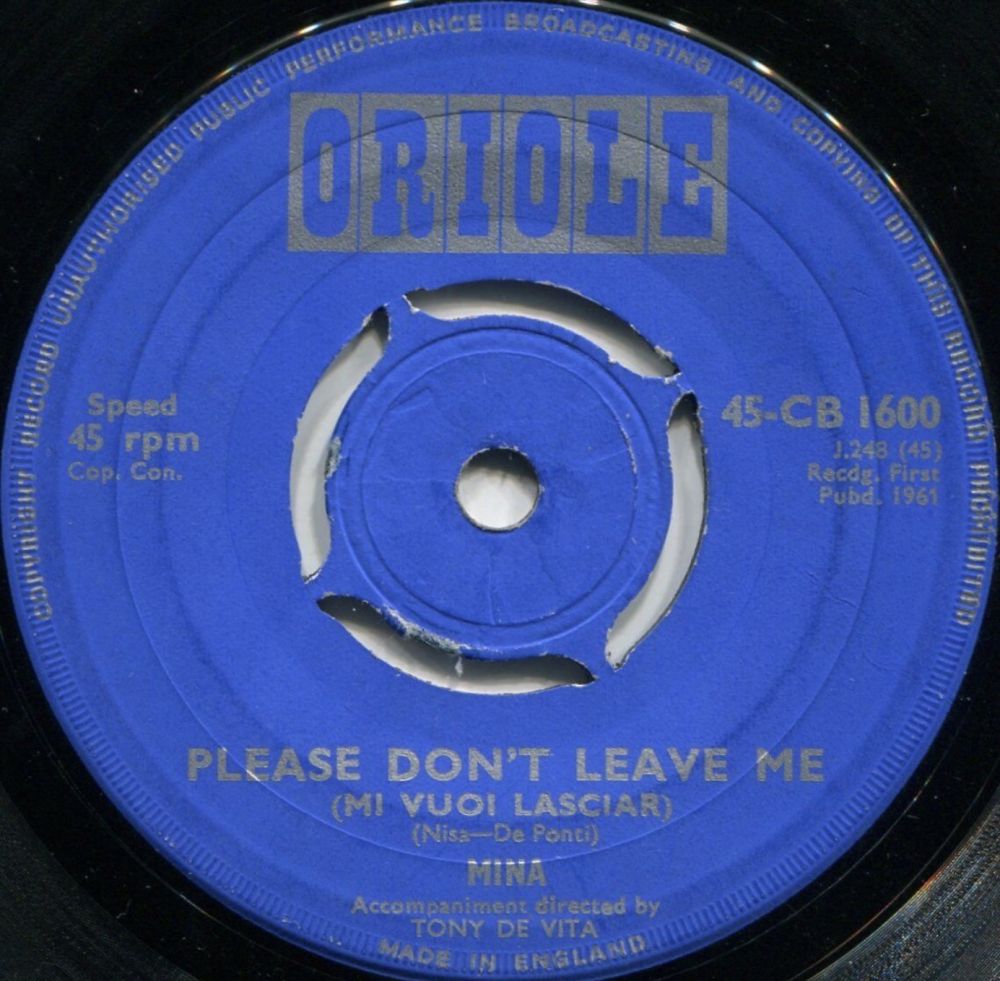 COPYRIGHT RECORD UNAUTHORISED PUBLIC PERFORMANCE BROADCASTING AND COPYING OF THIS RECORD PROHIBITED
ORIOLE
Speed
45 rpm
Cop. Con.
45-CB 1600
J.248 (45)
Recdg. First
Pubd. 1961
PLEASE DON'T LEAVE ME
(MI VUOI LASCIAR)
(Nisa—De Ponti)
MINA
Accompaniment directed by
TONY DE VITA
MADE IN ENGLAND